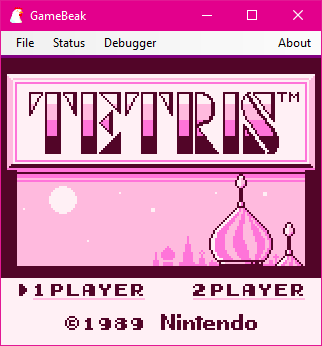 GameBeak
File Status Debugger About
TETRIS™
1PLAYER 2PLAYER
©1989 Nintendo